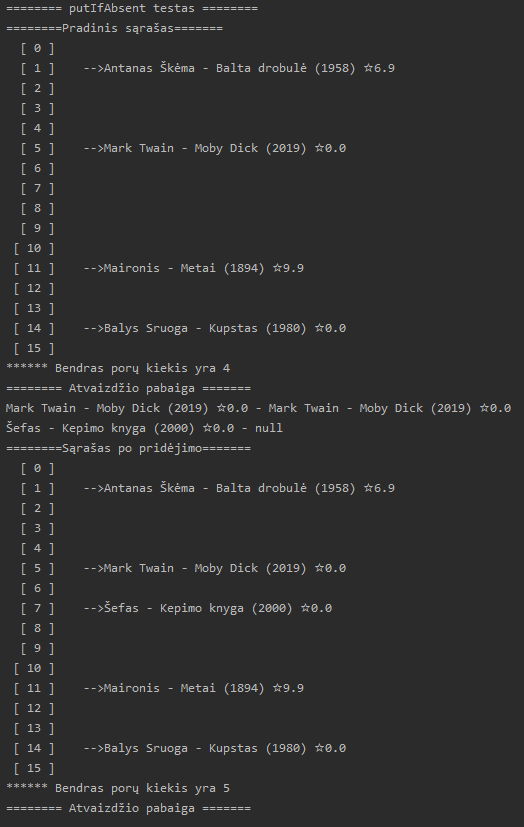 ======== putIfAbsent testas ========
========Pradinis sąrašas=======
[ 0 ]
[ 1 ]    -->Antanas Škėma - Balta drobulė (1958) ☆6.9
[ 2 ]
[ 3 ]
[ 4 ]
[ 5 ]    -->Mark Twain - Moby Dick (2019) ☆0.0
[ 6 ]
[ 7 ]
[ 8 ]
[ 9 ]
[ 10 ]
[ 11 ]    -->Maironis - Metai (1894) ☆9.9
[ 12 ]
[ 13 ]
[ 14 ]    -->Balys Sruoga - Kupstas (1980) ☆0.0
[ 15 ]
****** Bendras porų kiekis yra 4
======== Atvaizdžio pabaiga =======
Mark Twain - Moby Dick (2019) ☆0.0 - Mark Twain - Moby Dick (2019) ☆0.0
Šefas - Kepimo knyga (2000) ☆0.0 - null
========Sąrašas po pridėjimo=======
[ 0 ]
[ 1 ]    -->Antanas Škėma - Balta drobulė (1958) ☆6.9
[ 2 ]
[ 3 ]
[ 4 ]
[ 5 ]    -->Mark Twain - Moby Dick (2019) ☆0.0
[ 6 ]
[ 7 ]    -->Šefas - Kepimo knyga (2000) ☆0.0
[ 8 ]
[ 9 ]
[ 10 ]
[ 11 ]    -->Maironis - Metai (1894) ☆9.9
[ 12 ]
[ 13 ]
[ 14 ]    -->Balys Sruoga - Kupstas (1980) ☆0.0
[ 15 ]
****** Bendras porų kiekis yra 5
======== Atvaizdžio pabaiga =======